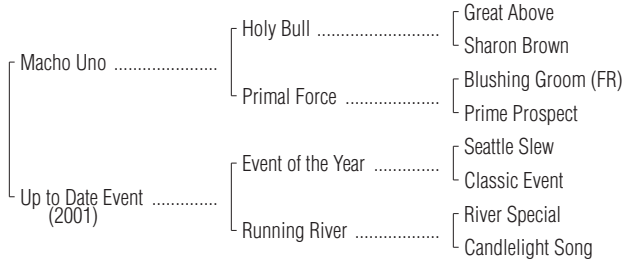 Great Above
Holy Bull ..........................
Sharon Brown
Macho Uno ......................
Blushing Groom (FR)
Primal Force ....................
Prime Prospect
Seattle Slew
Event of the Year ..............
Classic Event
Up to Date Event ..............
(2001)
River Special
Running River ..................
Candlelight Song